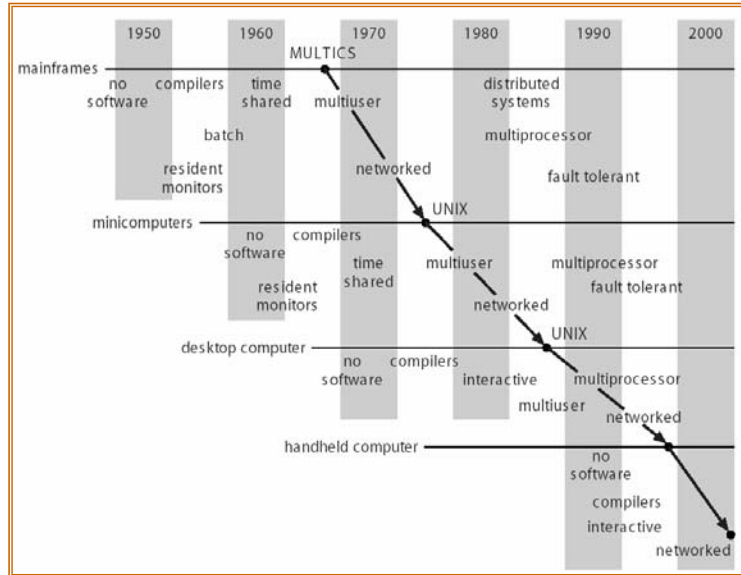 1950 1960 1970 1980 1990 2000
MULTICS
mainframes
no compilers time distributed
software shared multiuser systems
batch multiprocessor
resident networked fault tolerant
monitors
UNIX
minicomputers
no compilers
software time multiuser multiprocessor
resident shared fault tolerant
monitors networked
UNIX
desktop computer
no compilers
software interactive multiprocessor
multiuser
networked
handheld computer
no
software
compilers
interactive
networked